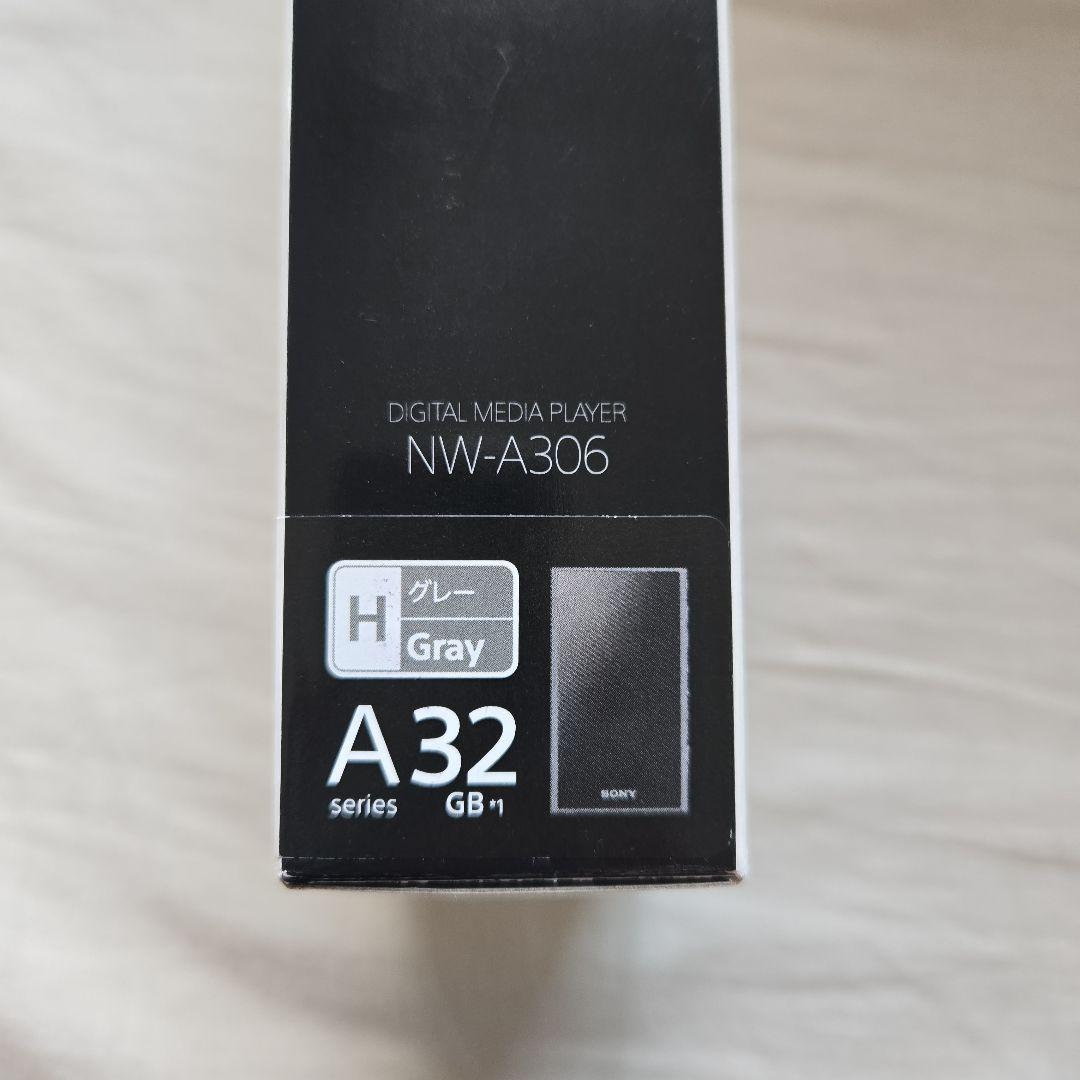 DIGITAL MEDIA PLAYER
NW-A306
H
グレー
Gray
A 32
series GB *1
SONY